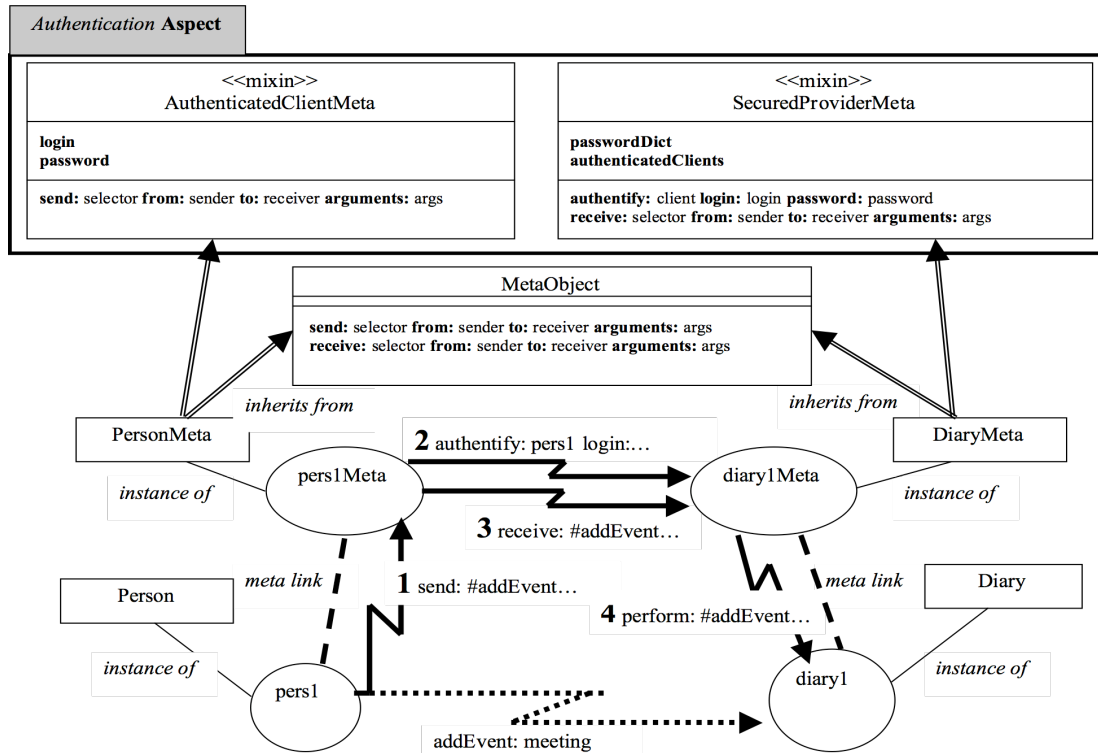 Authentication Aspect
<<mixin>>
AuthenticatedClientMeta
login
password
send: selector from: sender to: receiver arguments: args
<<mixin>>
SecuredProviderMeta
passwordDict
authenticatedClients
authentify: client login: login password: password
receive: selector from: sender to: receiver arguments: args
MetaObject
send: selector from: sender to: receiver arguments: args
receive: selector from: sender to: receiver arguments: args
inherits from
inherits from
PersonMeta
DiaryMeta
2 authentify: pers1 login:…
pers1Meta
diary1Meta
instance of
instance of
3 receive: #addEvent…
meta link
1 send: #addEvent…
meta link
Person
Diary
4 perform: #addEvent…
instance of
instance of
pers1
diary1
addEvent: meeting